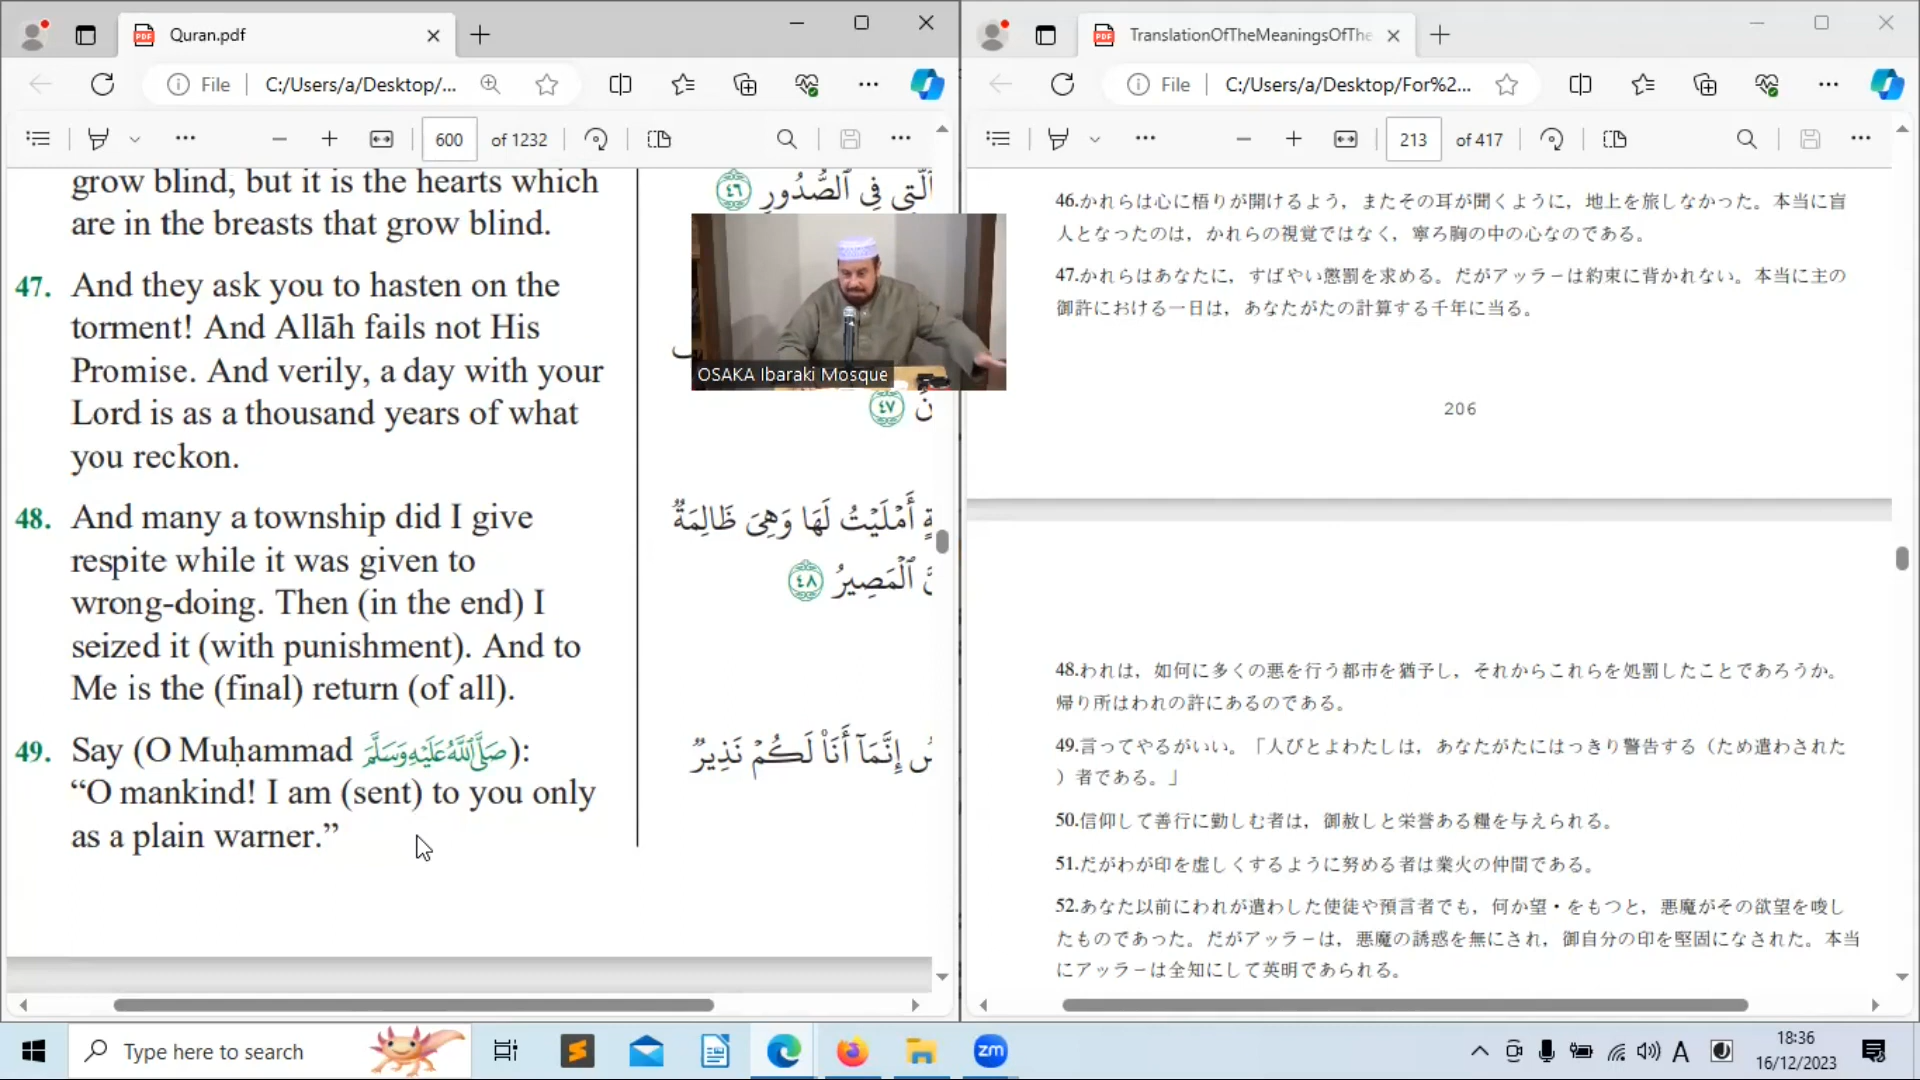 Quran.pdf
File
C:/Users/a/Desktop/...
600 of 1232
grow blind, but it is the hearts which
are in the breasts that grow blind.
47. And they ask you to hasten on the
torment! And Allāh fails not His
Promise. And verily, a day with your
Lord is as a thousand years of what
you reckon.
48. And many a township did I give
respite while it was given to
wrong-doing. Then (in the end) I
seized it (with punishment). And to
Me is the (final) return (of all).
49. Say (O Muḥammad صَلَّى اللَّهُ عَلَيْهِ وَسَلَّمَ):
“O mankind! I am (sent) to you only
as a plain warner.”
ٱلَّتِى فِى ٱلصُّدُورِ ٤٦
٤٧
أَمْلَيْتُ لَهَا وَهِىَ ظَالِمَةٌ
ٱلْمَصِيرُ ٤٨
إِنَّمَآ أَنَا۠ لَكُمْ نَذِيرٌ
OSAKA Ibaraki Mosque
TranslationOfTheMeaningsOfThe
File
C:/Users/a/Desktop/For%2...
213 of 417
46.かれらは心に悟りが開けるよう，またその耳が聞くように，地上を旅しなかった。本当に盲
人となったのは，かれらの視覚ではなく，寧ろ胸の中の心なのである。
47.かれらはあなたに，すばやい懲罰を求める。だがアッラーは約束に背かれない。本当に主の
御許における一日は，あなたがたの計算する千年に当る。
206
48.われは，如何に多くの悪を行う都市を猶予し，それからこれらを処罰したことであろうか。
帰り所はわれの許にあるのである。
49.言ってやるがいい。「人びとよわたしは，あなたがたにはっきり警告する（ため遣わされた
）者である。」
50.信仰して善行に勤しむ者は，御赦しと栄誉ある糧を与えられる。
51.だがわが印を虚しくするように努める者は業火の仲間である。
52.あなた以前にわれが遣わした使徒や預言者でも，何か望・をもつと，悪魔がその欲望を唆し
たものであった。だがアッラーは，悪魔の誘惑を無にされ，御自分の印を堅固になされた。本当
にアッラーは全知にして英明であられる。
Type here to search
zm
A
18:36
16/12/2023